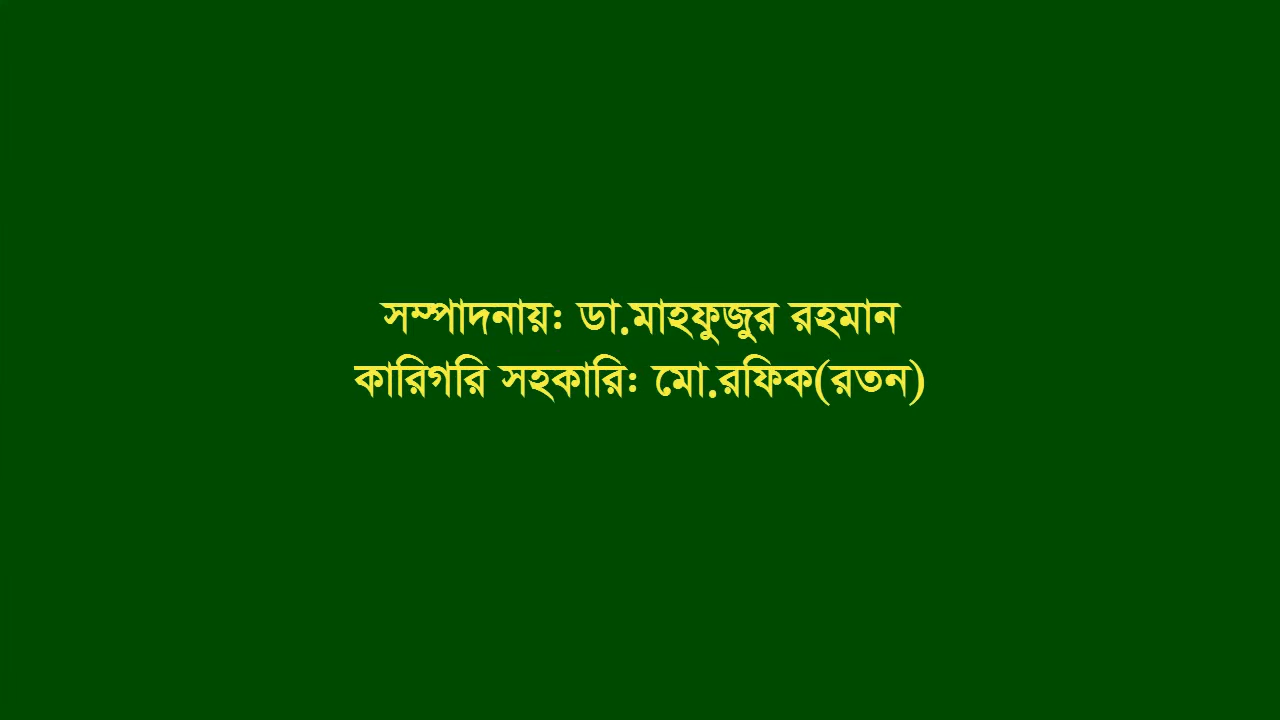 সম্পাদনায়ঃ ডা.মাহফুজুর রহমান
কারিগরি সহকারিঃ মো.রফিক(রতন)